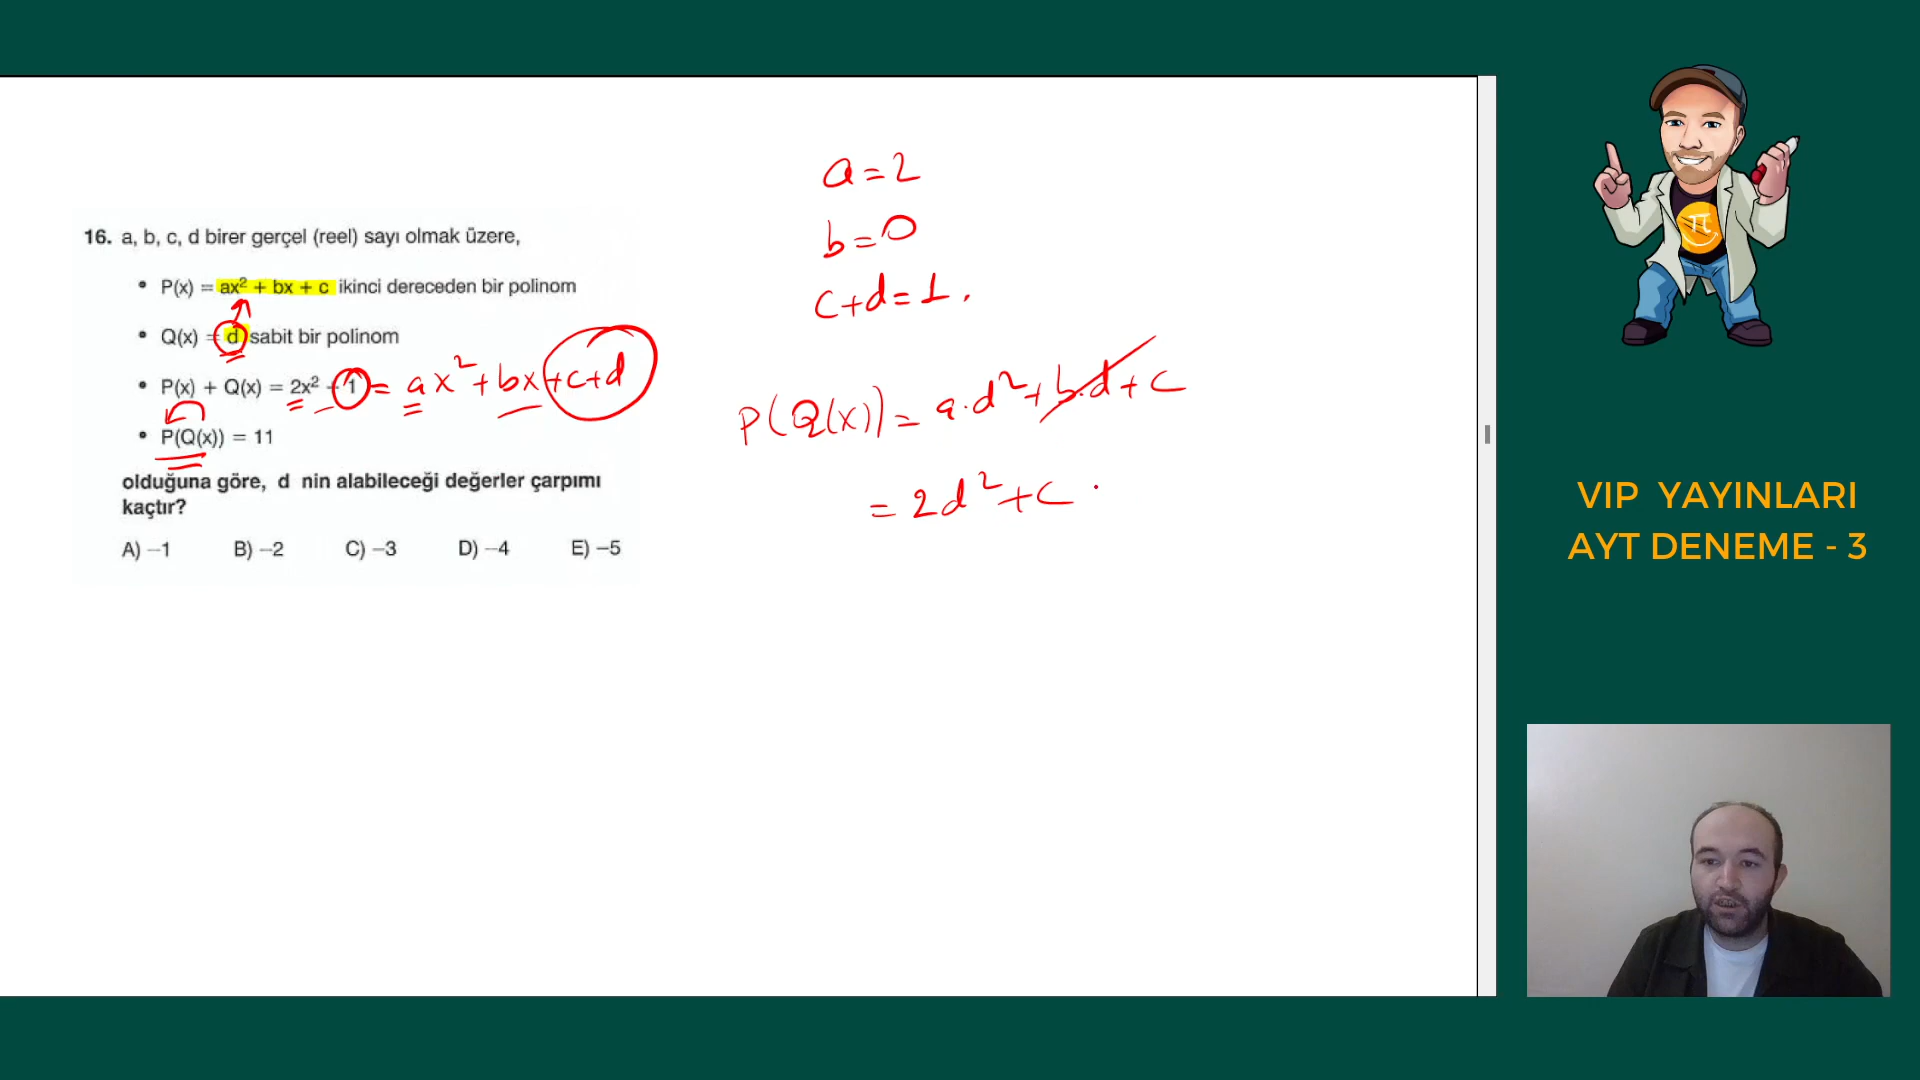 16. a, b, c, d birer gerçel (reel) sayı olmak üzere,
• P(x) = ax² + bx + c ikinci dereceden bir polinom
• Q(x) = d sabit bir polinom
• P(x) + Q(x) = 2x² + 1 = ax² + bx + c + d
• P(Q(x)) = 11
olduğuna göre, d nin alabileceği değerler çarpımı
kaçtır?
A) –1 B) –2 C) –3 D) –4 E) –5
a = 2
b = 0
c + d = 1.
P(Q(x)) = a.d² + b.d + c
= 2d² + c
π
VIP YAYINLARI
AYT DENEME - 3